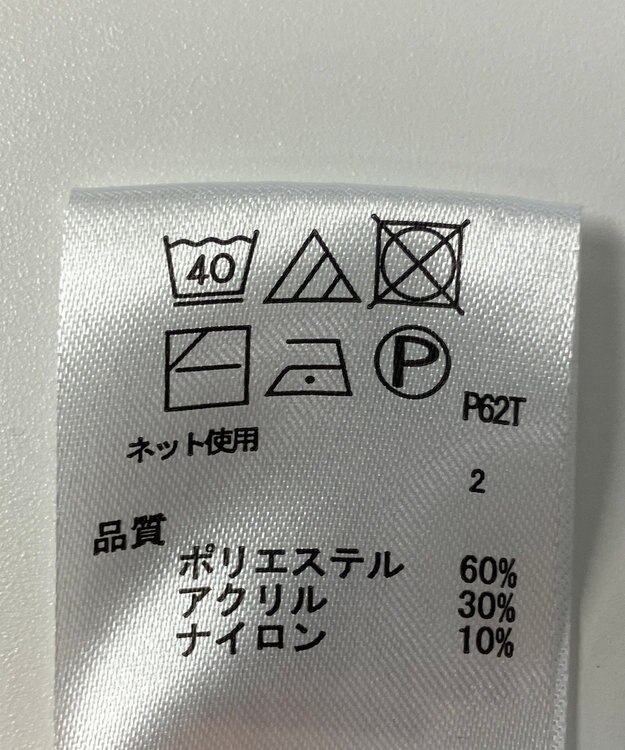 40
P
P62T
ネット使用
2
品質
ポリエステル 60%
アクリル 30%
ナイロン 10%